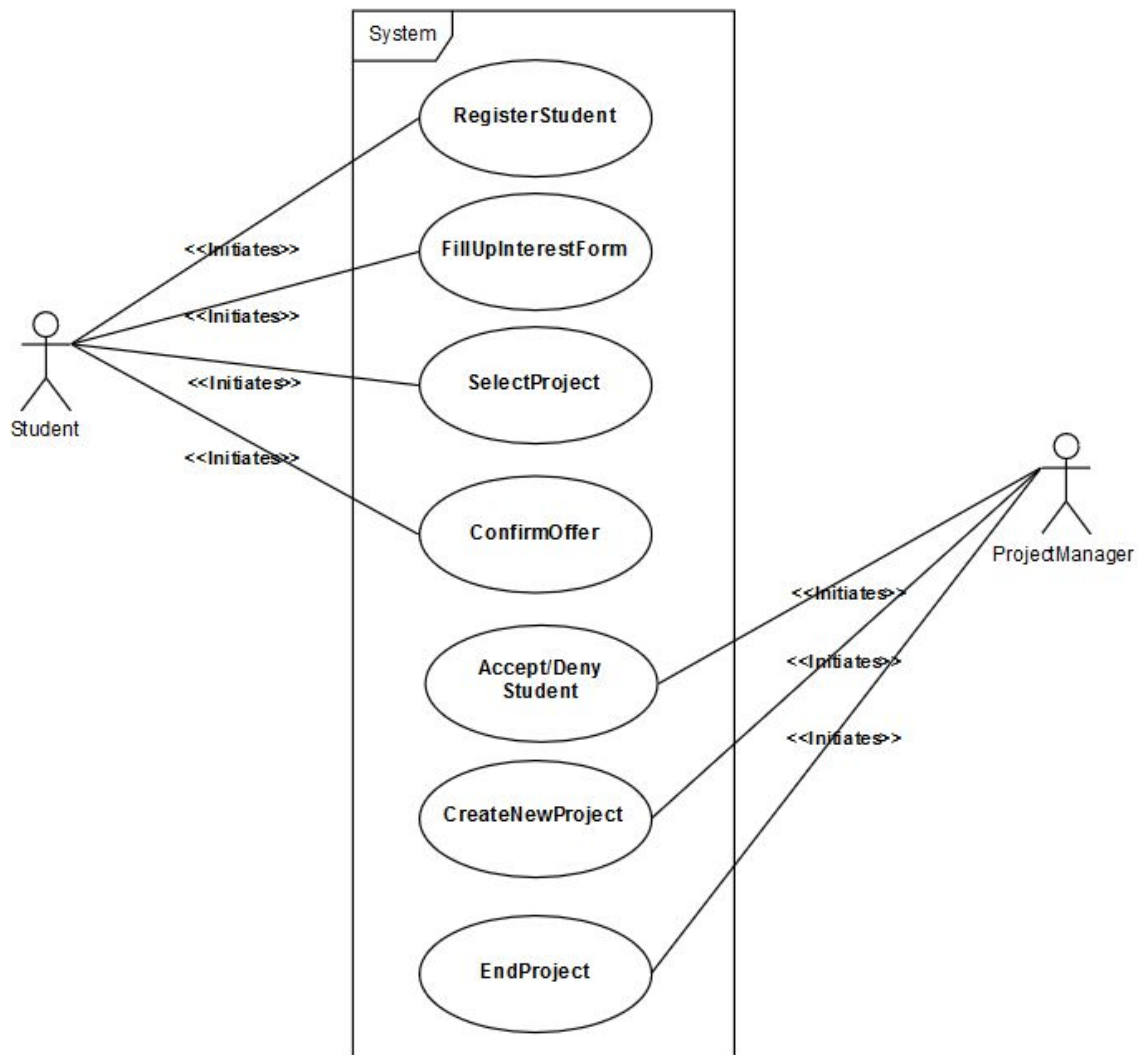 System
RegisterStudent
<<Initiates>>
FillUpInterestForm
<<Initiates>>
SelectProject
<<Initiates>>
Student
<<Initiates>>
ConfirmOffer
ProjectManager
<<Initiates>>
Accept/Deny
Student
<<Initiates>>
<<Initiates>>
CreateNewProject
EndProject